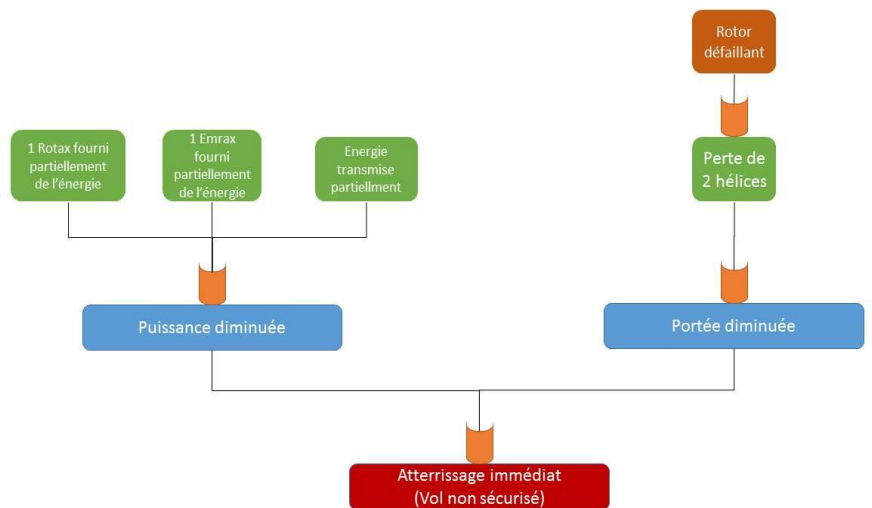 Rotor
défaillant
1 Rotax fourni
partiellement
de l'énergie
1 Emrax
fourni
partiellement
de l'énergie
Energie
transmise
partiellment
Perte de
2 hélices
Puissance diminuée
Portée diminuée
Atterrissage immédiat
(Vol non sécurisé)